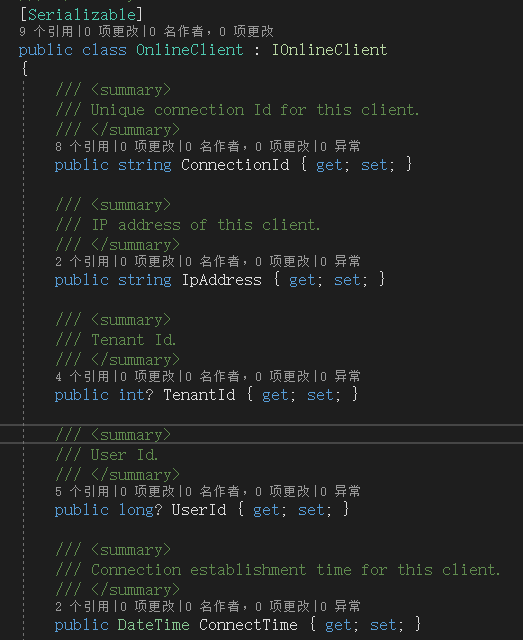 [Serializable]
9 个引用|0 项更改|0 名作者，0 项更改
public class OnlineClient : IOnlineClient
{
/// <summary>
/// Unique connection Id for this client.
/// </summary>
8 个引用|0 项更改|0 名作者，0 项更改|0 异常
public string ConnectionId { get; set; }
/// <summary>
/// IP address of this client.
/// </summary>
2 个引用|0 项更改|0 名作者，0 项更改|0 异常
public string IpAddress { get; set; }
/// <summary>
/// Tenant Id.
/// </summary>
4 个引用|0 项更改|0 名作者，0 项更改|0 异常
public int? TenantId { get; set; }
/// <summary>
/// User Id.
/// </summary>
5 个引用|0 项更改|0 名作者，0 项更改|0 异常
public long? UserId { get; set; }
/// <summary>
/// Connection establishment time for this client.
/// </summary>
2 个引用|0 项更改|0 名作者，0 项更改|0 异常
public DateTime ConnectTime { get; set; }